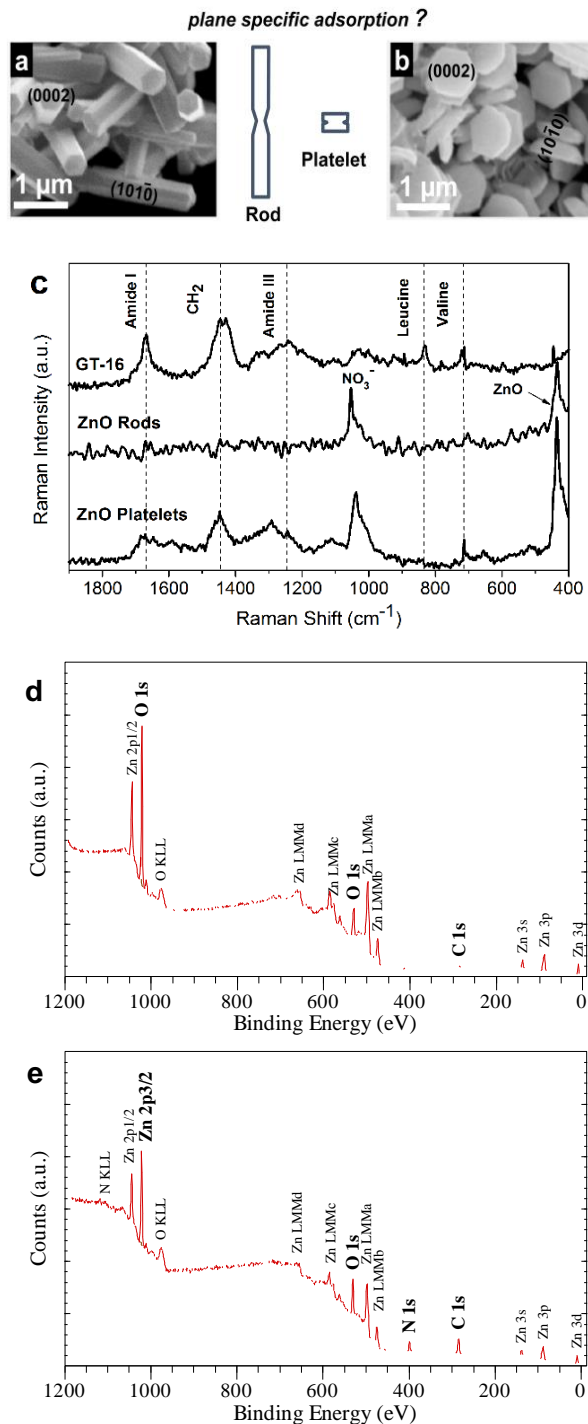 plane specific adsorption ?
a
(0002)
(101̄0)
1 µm
Rod
Platelet
b
(0002)
(101̄0)
1 µm
c
Amide I
CH₂
Amide III
Leucine
Valine
GT-16
NO₃⁻
ZnO
ZnO Rods
ZnO Platelets
Raman Intensity (a.u.)
1800 1600 1400 1200 1000 800 600 400
Raman Shift (cm⁻¹)
d
Zn 2p1/2
O 1s
O KLL
Zn LMMd
Zn LMMc
O 1s
Zn LMMa
Zn LMMb
C 1s
Zn 3s
Zn 3p
Zn 3d
Counts (a.u.)
1200 1000 800 600 400 200 0
Binding Energy (eV)
e
N KLL
Zn 2p1/2
Zn 2p3/2
O KLL
Zn LMMd
Zn LMMc
O 1s
Zn LMMa
Zn LMMb
N 1s
C 1s
Zn 3s
Zn 3p
Zn 3d
Counts (a.u.)
1200 1000 800 600 400 200 0
Binding Energy (eV)